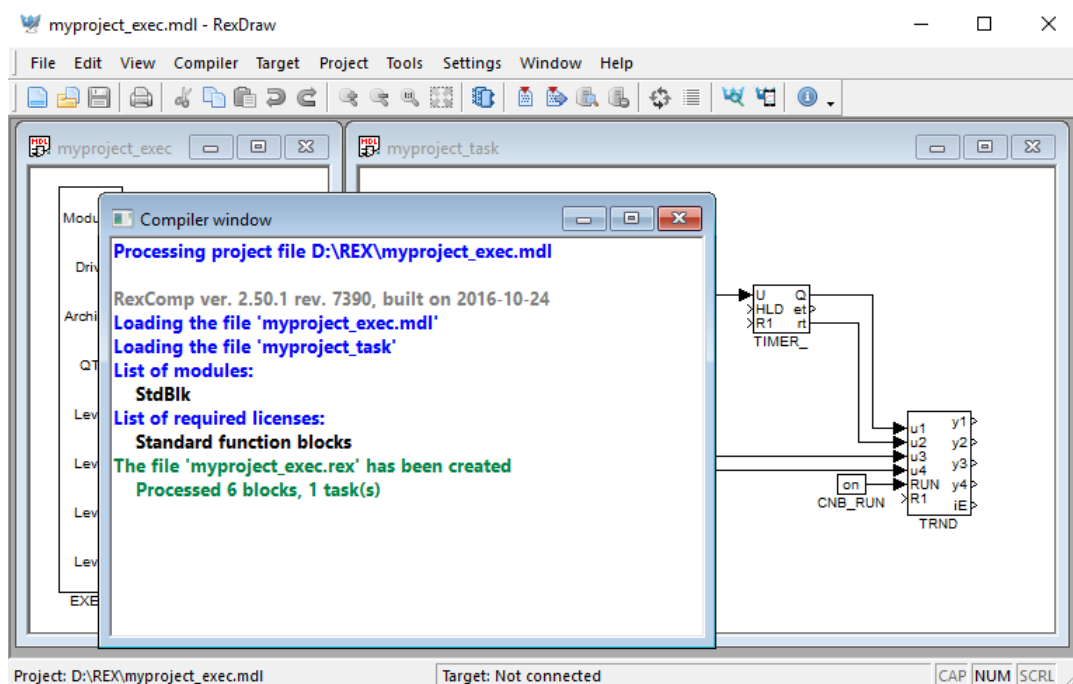 myproject_exec.mdl - RexDraw
File Edit View Compiler Target Project Tools Settings Window Help
myproject_exec
myproject_task
Compiler window
Processing project file D:\REX\myproject_exec.mdl
RexComp ver. 2.50.1 rev. 7390, built on 2016-10-24
Loading the file 'myproject_exec.mdl'
Loading the file 'myproject_task'
List of modules:
StdBlk
List of required licenses:
Standard function blocks
The file 'myproject_exec.rex' has been created
Processed 6 blocks, 1 task(s)
Modu
Driv
Archi
QT
Lev
Lev
Lev
Lev
EXE
U Q
HLD et
R1 rt
TIMER_
u1 y1
u2 y2
u3 y3
u4
RUN y4
R1 iE
TRND
on
CNB_RUN
Project: D:\REX\myproject_exec.mdl
Target: Not connected
CAP NUM SCRL